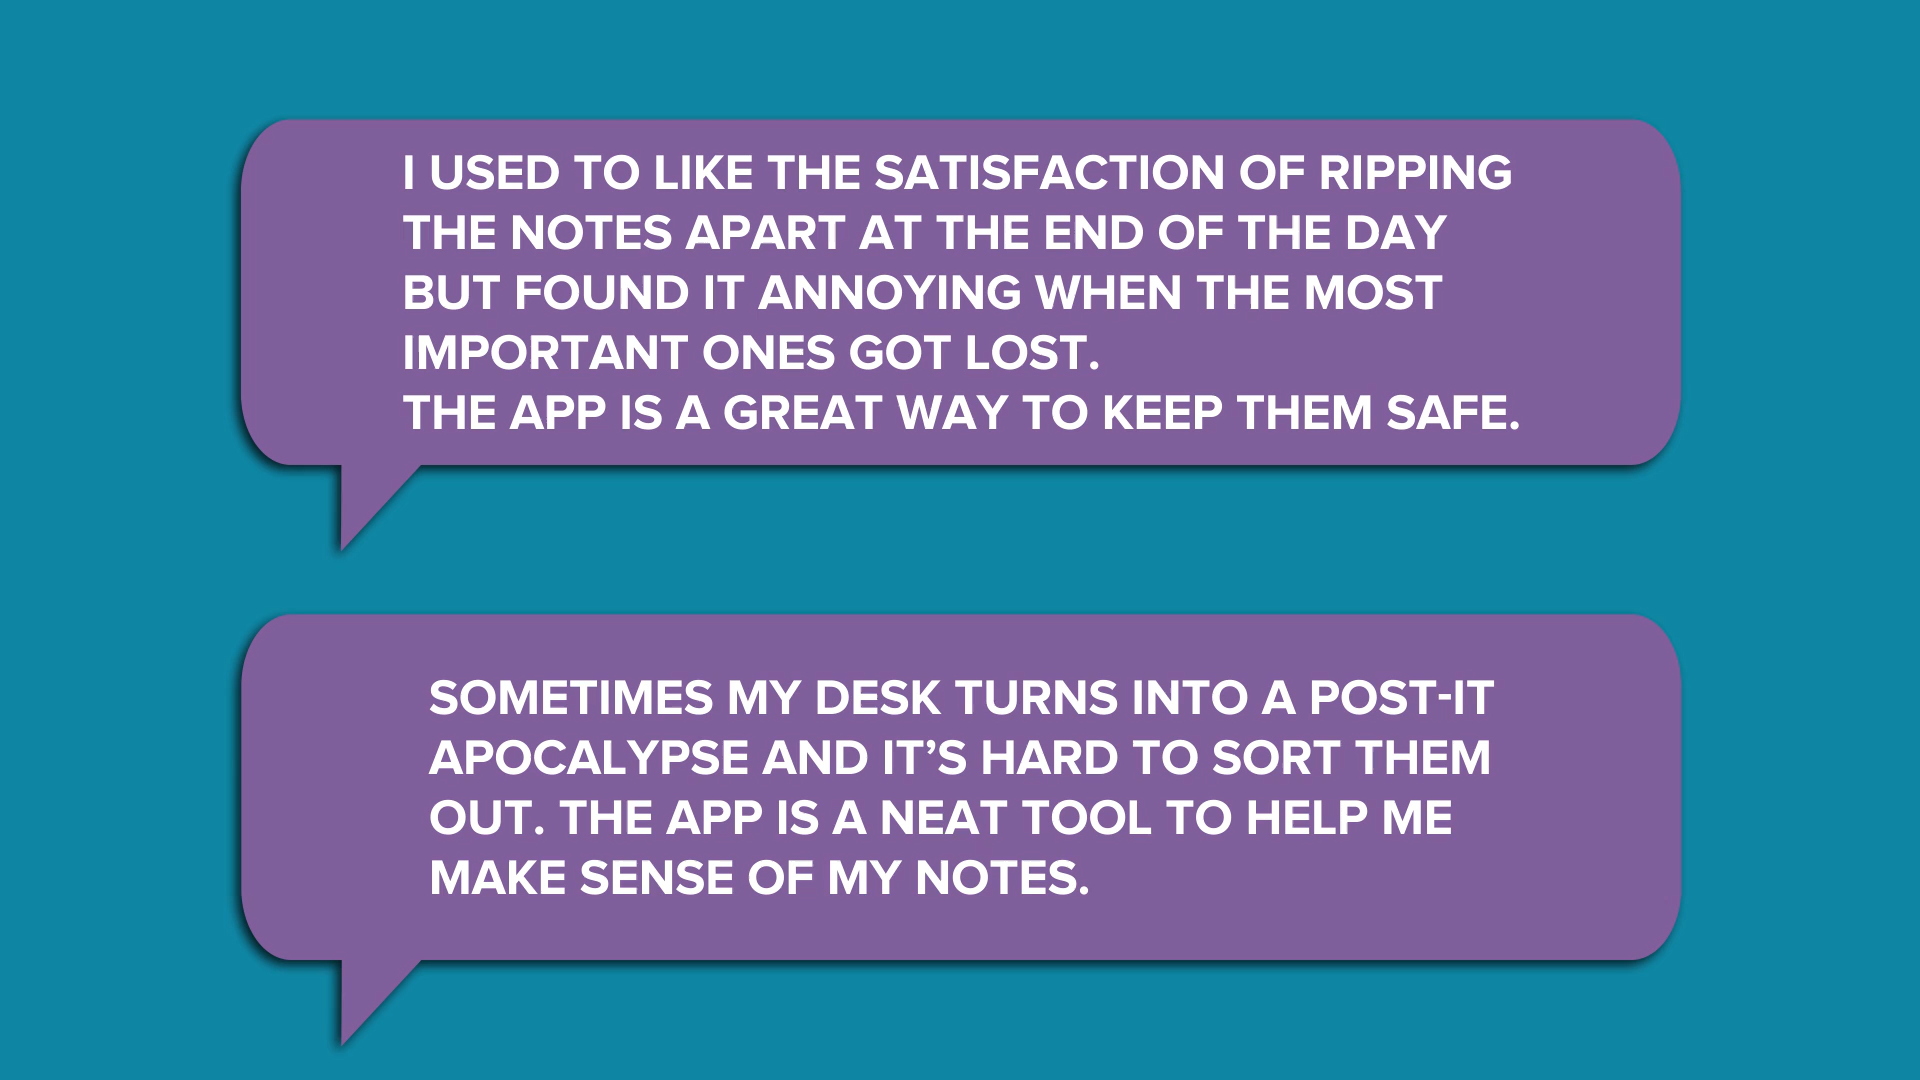 I USED TO LIKE THE SATISFACTION OF RIPPING
THE NOTES APART AT THE END OF THE DAY
BUT FOUND IT ANNOYING WHEN THE MOST
IMPORTANT ONES GOT LOST.
THE APP IS A GREAT WAY TO KEEP THEM SAFE.
SOMETIMES MY DESK TURNS INTO A POST-IT
APOCALYPSE AND IT’S HARD TO SORT THEM
OUT. THE APP IS A NEAT TOOL TO HELP ME
MAKE SENSE OF MY NOTES.